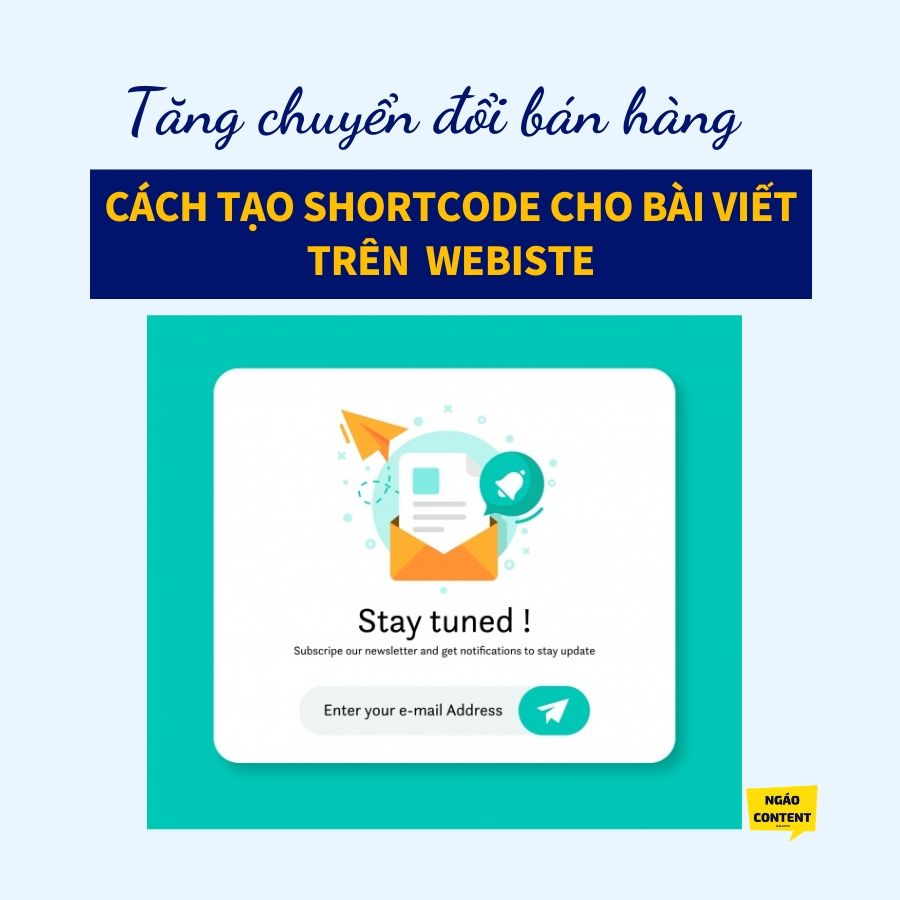 Tăng chuyển đổi bán hàng
CÁCH TẠO SHORTCODE CHO BÀI VIẾT
TRÊN WEBISTE
Stay tuned !
Subscripe our newsletter and get notifications to stay update
Enter your e-mail Address
NGÁO
CONTENT